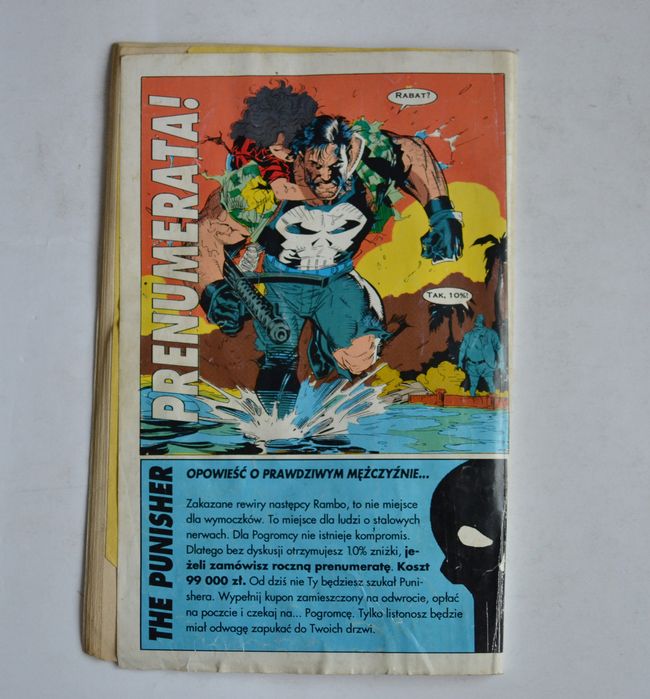 PRENUMERATA!
RABAT?
TAK, 10%!
THE PUNISHER
OPOWIEŚĆ O PRAWDZIWYM MĘŻCZYŹNIE...
Zakazane rewiry następcy Rambo, to nie miejsce
dla wymoczków. To miejsce dla ludzi o stalowych
nerwach. Dla Pogromcy nie istnieje kompromis.
Dlatego bez dyskusji otrzymujesz 10% zniżki, je-
żeli zamówisz roczną prenumeratę. Koszt
99 000 zł. Od dziś nie Ty będziesz szukał Puni-
shera. Wypełnij kupon zamieszczony na odwrocie, opłać
na poczcie i czekaj na... Pogromcę. Tylko listonosz będzie
miał odwagę zapukać do Twoich drzwi.